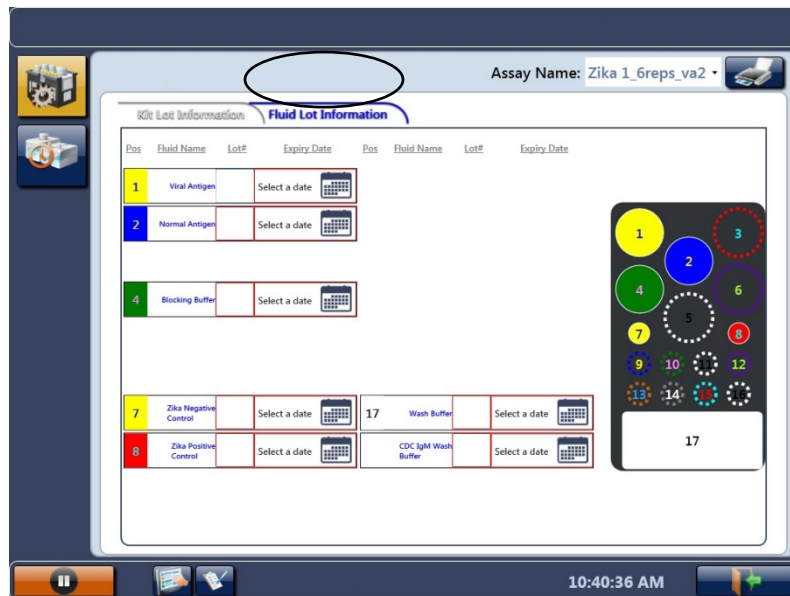 Assay Name: Zika 1_6reps_va2
Kit Lot Information Fluid Lot Information
Pos Fluid Name Lot# Expiry Date Pos Fluid Name Lot# Expiry Date
1 Viral Antigen Select a date
2 Normal Antigen Select a date
4 Blocking Buffer Select a date
7 Zika Negative Control Select a date 17 Wash Buffer Select a date
8 Zika Positive Control Select a date CDC IgM Wash Buffer Select a date
1 3
2
4 6
5
7 8
9 10 11 12
13 14 15 16
17
10:40:36 AM